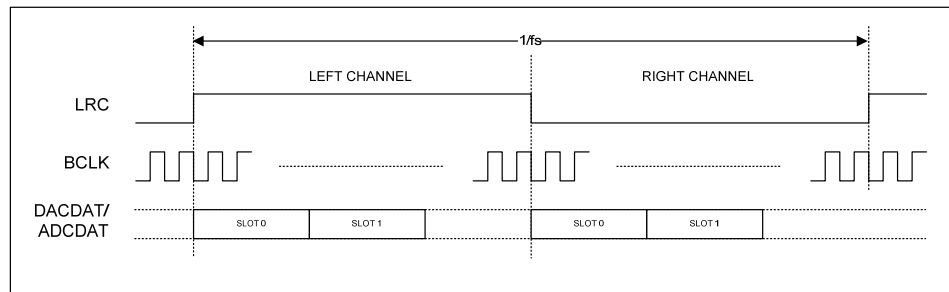 1/fs
LEFT CHANNEL RIGHT CHANNEL
LRC
BCLK
DACDAT/
ADCDAT
SLOT 0 SLOT 1 SLOT 0 SLOT 1